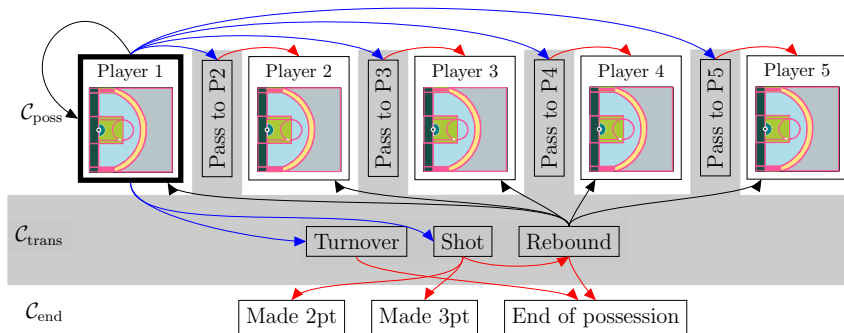 Player 1
Pass to P2
Player 2
Pass to P3
Player 3
Pass to P4
Player 4
Pass to P5
Player 5
𝒞poss
𝒞trans
Turnover
Shot
Rebound
𝒞end
Made 2pt
Made 3pt
End of possession